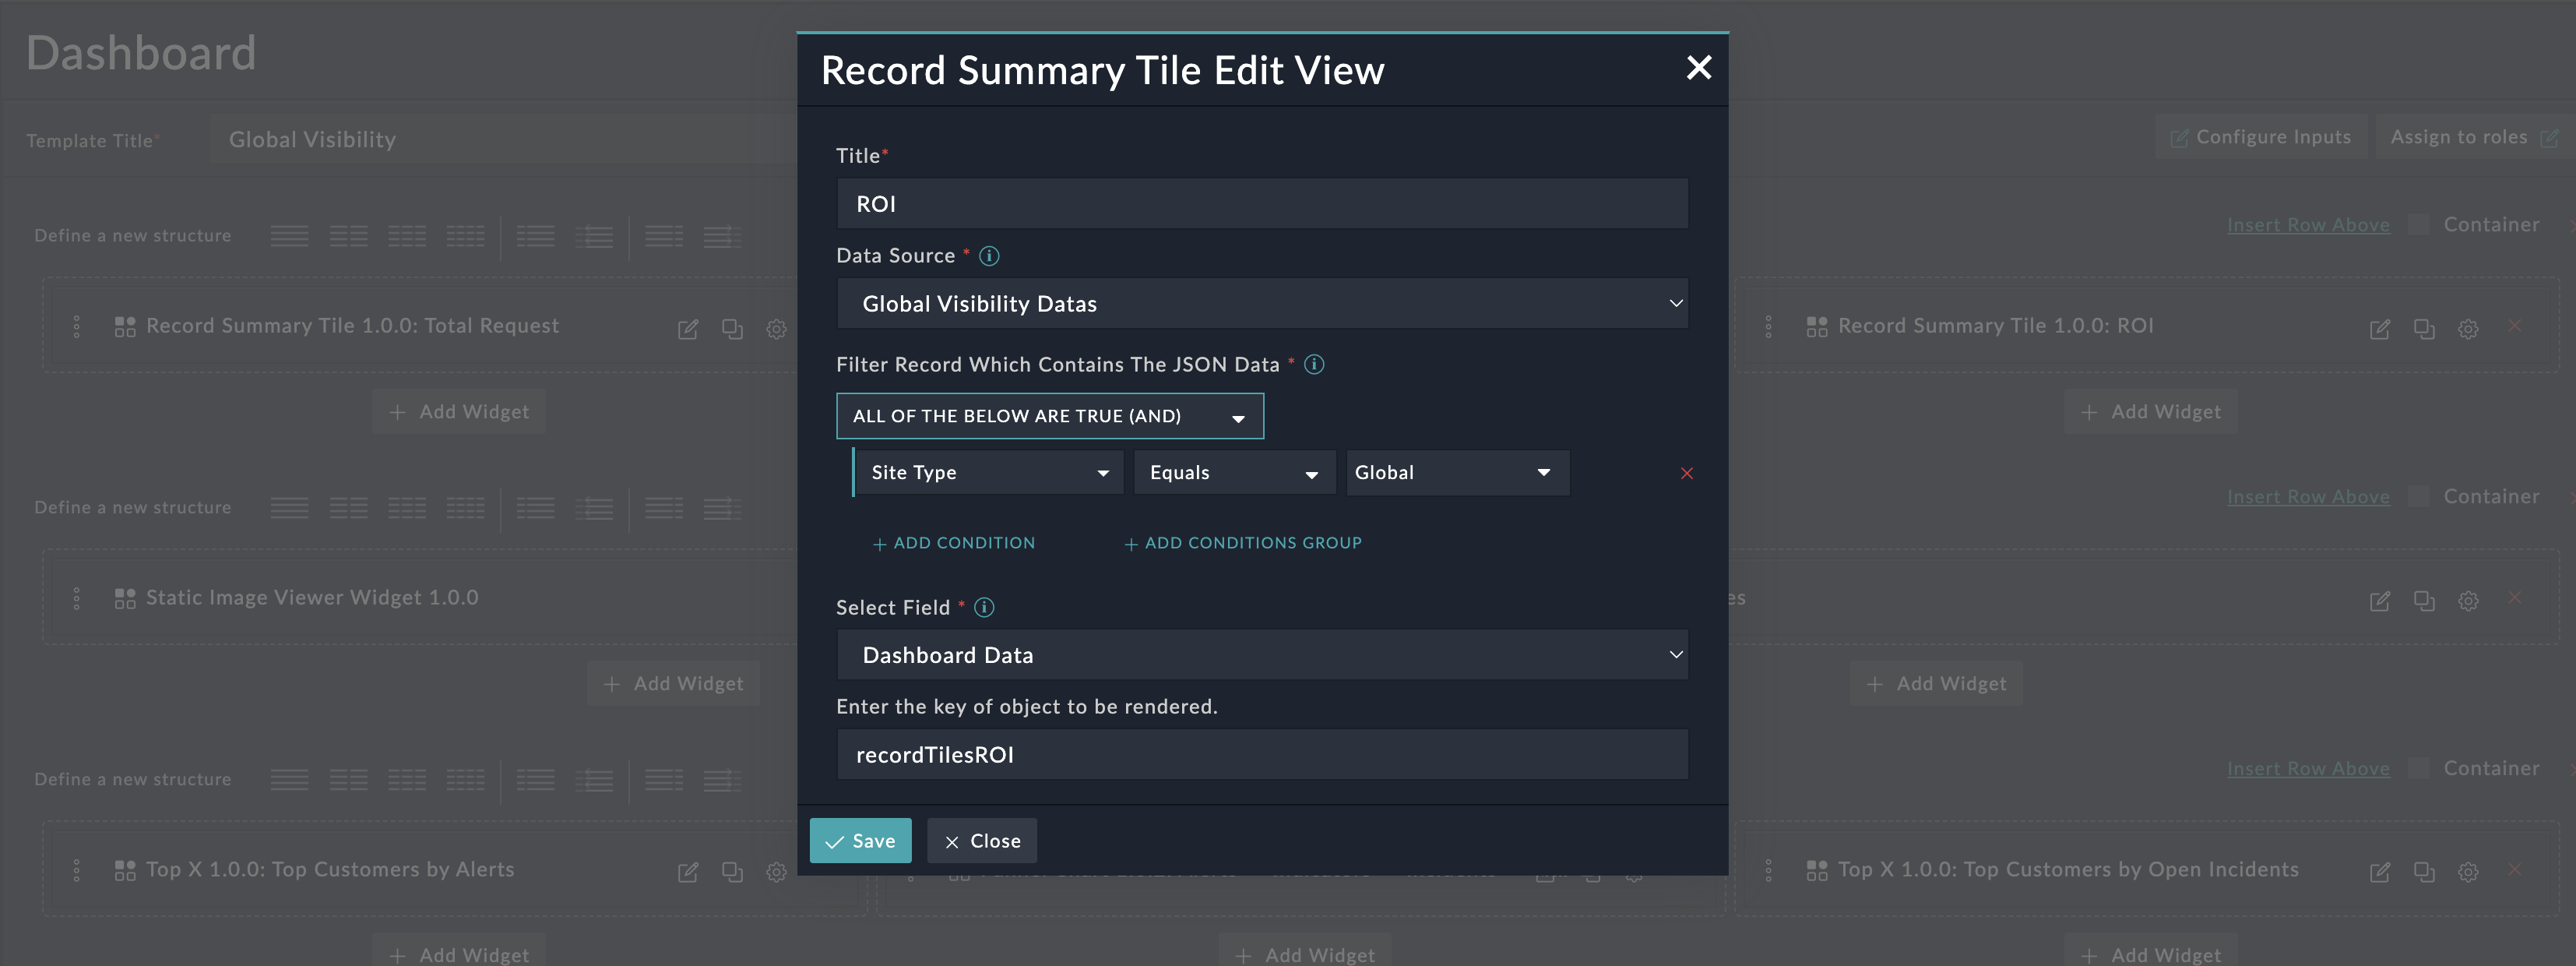 Dashboard
Record Summary Tile Edit View
Template Title*
Global Visibility
Configure Inputs
Assign to roles
Title*
ROI
Data Source *
Global Visibility Datas
Define a new structure
Insert Row Above
Container
Record Summary Tile 1.0.0: Total Request
Record Summary Tile 1.0.0: ROI
Filter Record Which Contains The JSON Data *
ALL OF THE BELOW ARE TRUE (AND)
+ Add Widget
+ Add Widget
Site Type
Equals
Global
Define a new structure
Insert Row Above
Container
+ ADD CONDITION
+ ADD CONDITIONS GROUP
Static Image Viewer Widget 1.0.0
Select Field *
Dashboard Data
+ Add Widget
+ Add Widget
Enter the key of object to be rendered.
recordTilesROI
Define a new structure
Insert Row Above
Container
Save
Close
Top X 1.0.0: Top Customers by Alerts
Top X 1.0.0: Top Customers by Open Incidents
+ Add Widget
+ Add Widget
+ Add Widget